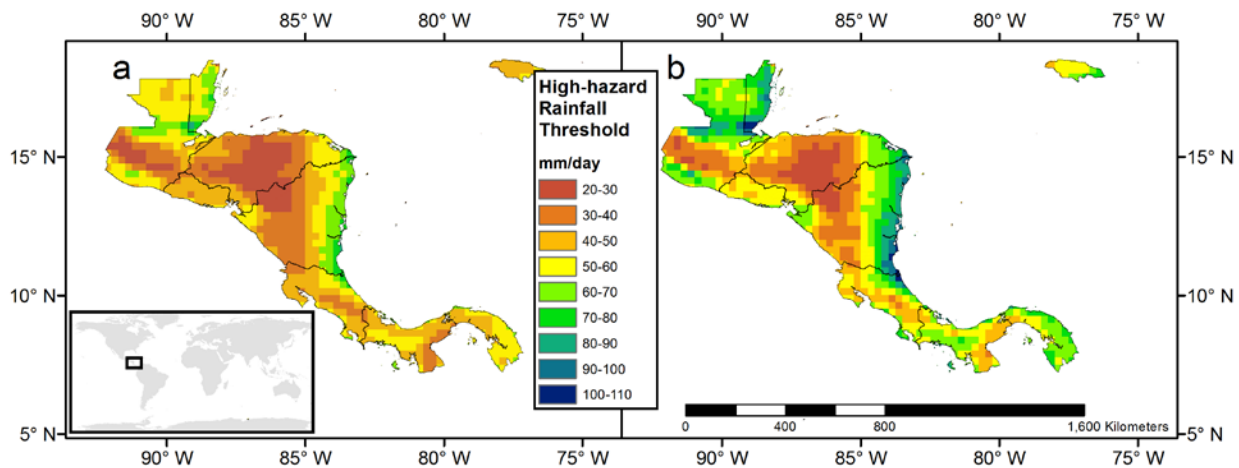 90° W 85° W 80° W 75° W 90° W 85° W 80° W 75° W
a
b
High-hazard
Rainfall
Threshold
mm/day
20-30
30-40
40-50
50-60
60-70
70-80
80-90
90-100
100-110
15° N
10° N
5° N
15° N
10° N
5° N
0 400 800 1,600 Kilometers
90° W 85° W 80° W 75° W 90° W 85° W 80° W 75° W